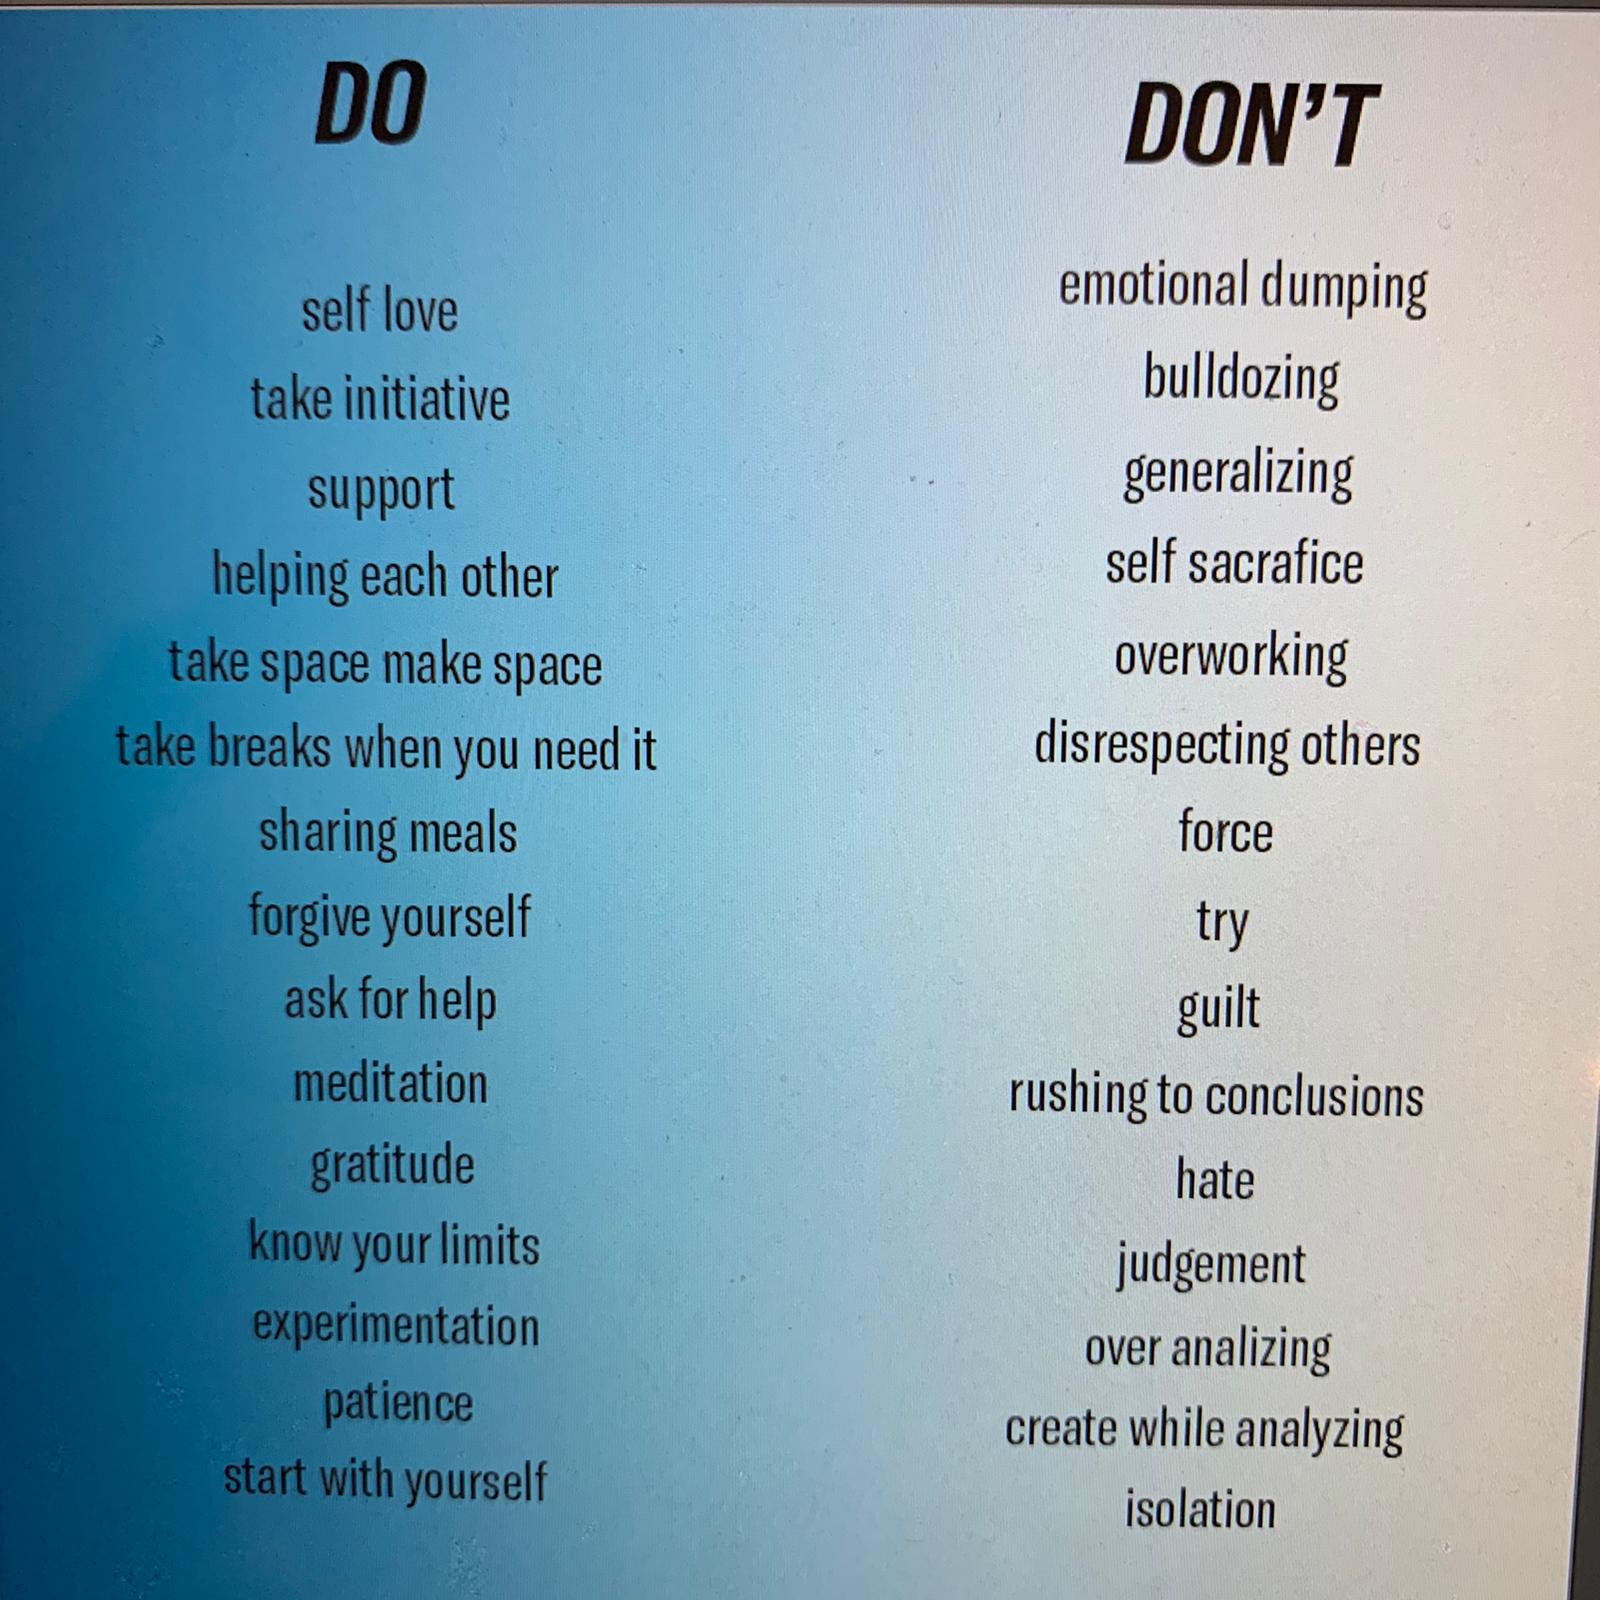 DO
self love
take initiative
support
helping each other
take space make space
take breaks when you need it
sharing meals
forgive yourself
ask for help
meditation
gratitude
know your limits
experimentation
patience
start with yourself
DON'T
emotional dumping
bulldozing
generalizing
self sacrafice
overworking
disrespecting others
force
try
guilt
rushing to conclusions
hate
judgement
over analizing
create while analyzing
isolation